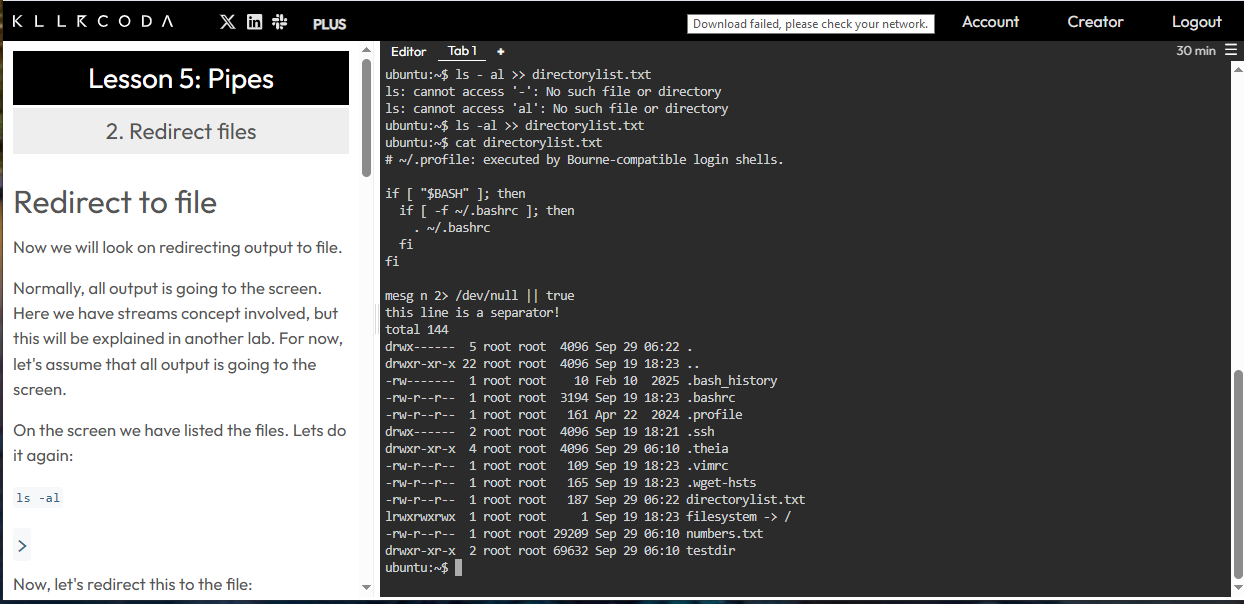 KLLRCODA
PLUS
Download failed, please check your network.
Account
Creator
Logout
Lesson 5: Pipes
2. Redirect files
Redirect to file
Now we will look on redirecting output to file.
Normally, all output is going to the screen.
Here we have streams concept involved, but
this will be explained in another lab. For now,
let's assume that all output is going to the
screen.
On the screen we have listed the files. Lets do
it again:
ls -al
>
Now, let's redirect this to the file:
Editor
Tab 1
+
30 min
ubuntu:~$ ls - al >> directorylist.txt
ls: cannot access '-': No such file or directory
ls: cannot access 'al': No such file or directory
ubuntu:~$ ls -al >> directorylist.txt
ubuntu:~$ cat directorylist.txt
# ~/.profile: executed by Bourne-compatible login shells.
if [ "$BASH" ]; then
  if [ -f ~/.bashrc ]; then
    . ~/.bashrc
  fi
fi
mesg n 2> /dev/null || true
this line is a separator!
total 144
drwx------  5 root root  4096 Sep 29 06:22 .
drwxr-xr-x 22 root root  4096 Sep 19 18:23 ..
-rw-------  1 root root    10 Feb 10  2025 .bash_history
-rw-r--r--  1 root root  3194 Sep 19 18:23 .bashrc
-rw-r--r--  1 root root   161 Apr 22  2024 .profile
drwx------  2 root root  4096 Sep 19 18:21 .ssh
drwxr-xr-x  4 root root  4096 Sep 29 06:10 .theia
-rw-r--r--  1 root root   109 Sep 19 18:23 .vimrc
-rw-r--r--  1 root root   165 Sep 19 18:23 .wget-hsts
-rw-r--r--  1 root root   187 Sep 29 06:22 directorylist.txt
lrwxrwxrwx  1 root root     1 Sep 19 18:23 filesystem -> /
-rw-r--r--  1 root root 29209 Sep 29 06:10 numbers.txt
drwxr-xr-x  2 root root 69632 Sep 29 06:10 testdir
ubuntu:~$